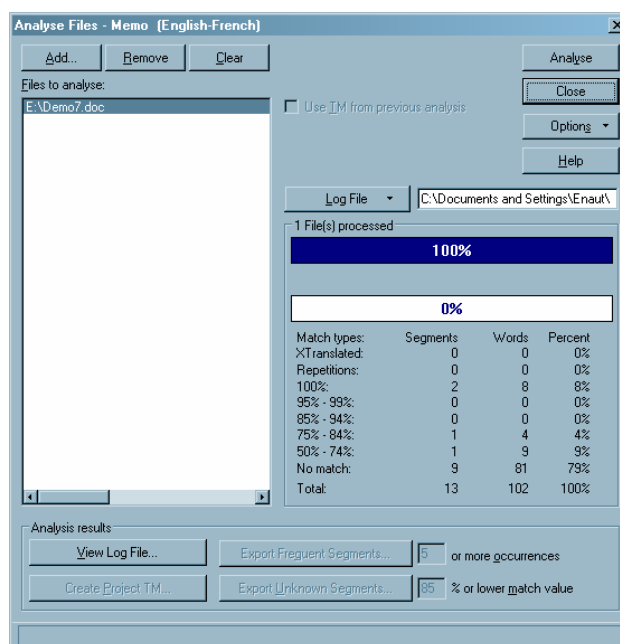 Analyse Files - Memo (English-French)
Add... Remove Clear Analyse
Files to analyse:
Close
E:\Demo7.doc
Use TM from previous analysis
Options
Help
Log File C:\Documents and Settings\Enaut\
1 File(s) processed
100%
0%
Match types: Segments Words Percent
XTranslated: 0 0 0%
Repetitions: 0 0 0%
100%: 2 8 8%
95% - 99%: 0 0 0%
85% - 94%: 0 0 0%
75% - 84%: 1 4 4%
50% - 74%: 1 9 9%
No match: 9 81 79%
Total: 13 102 100%
Analysis results
View Log File... Export Frequent Segments... 5 or more occurrences
Create Project TM... Export Unknown Segments... 85 % or lower match value